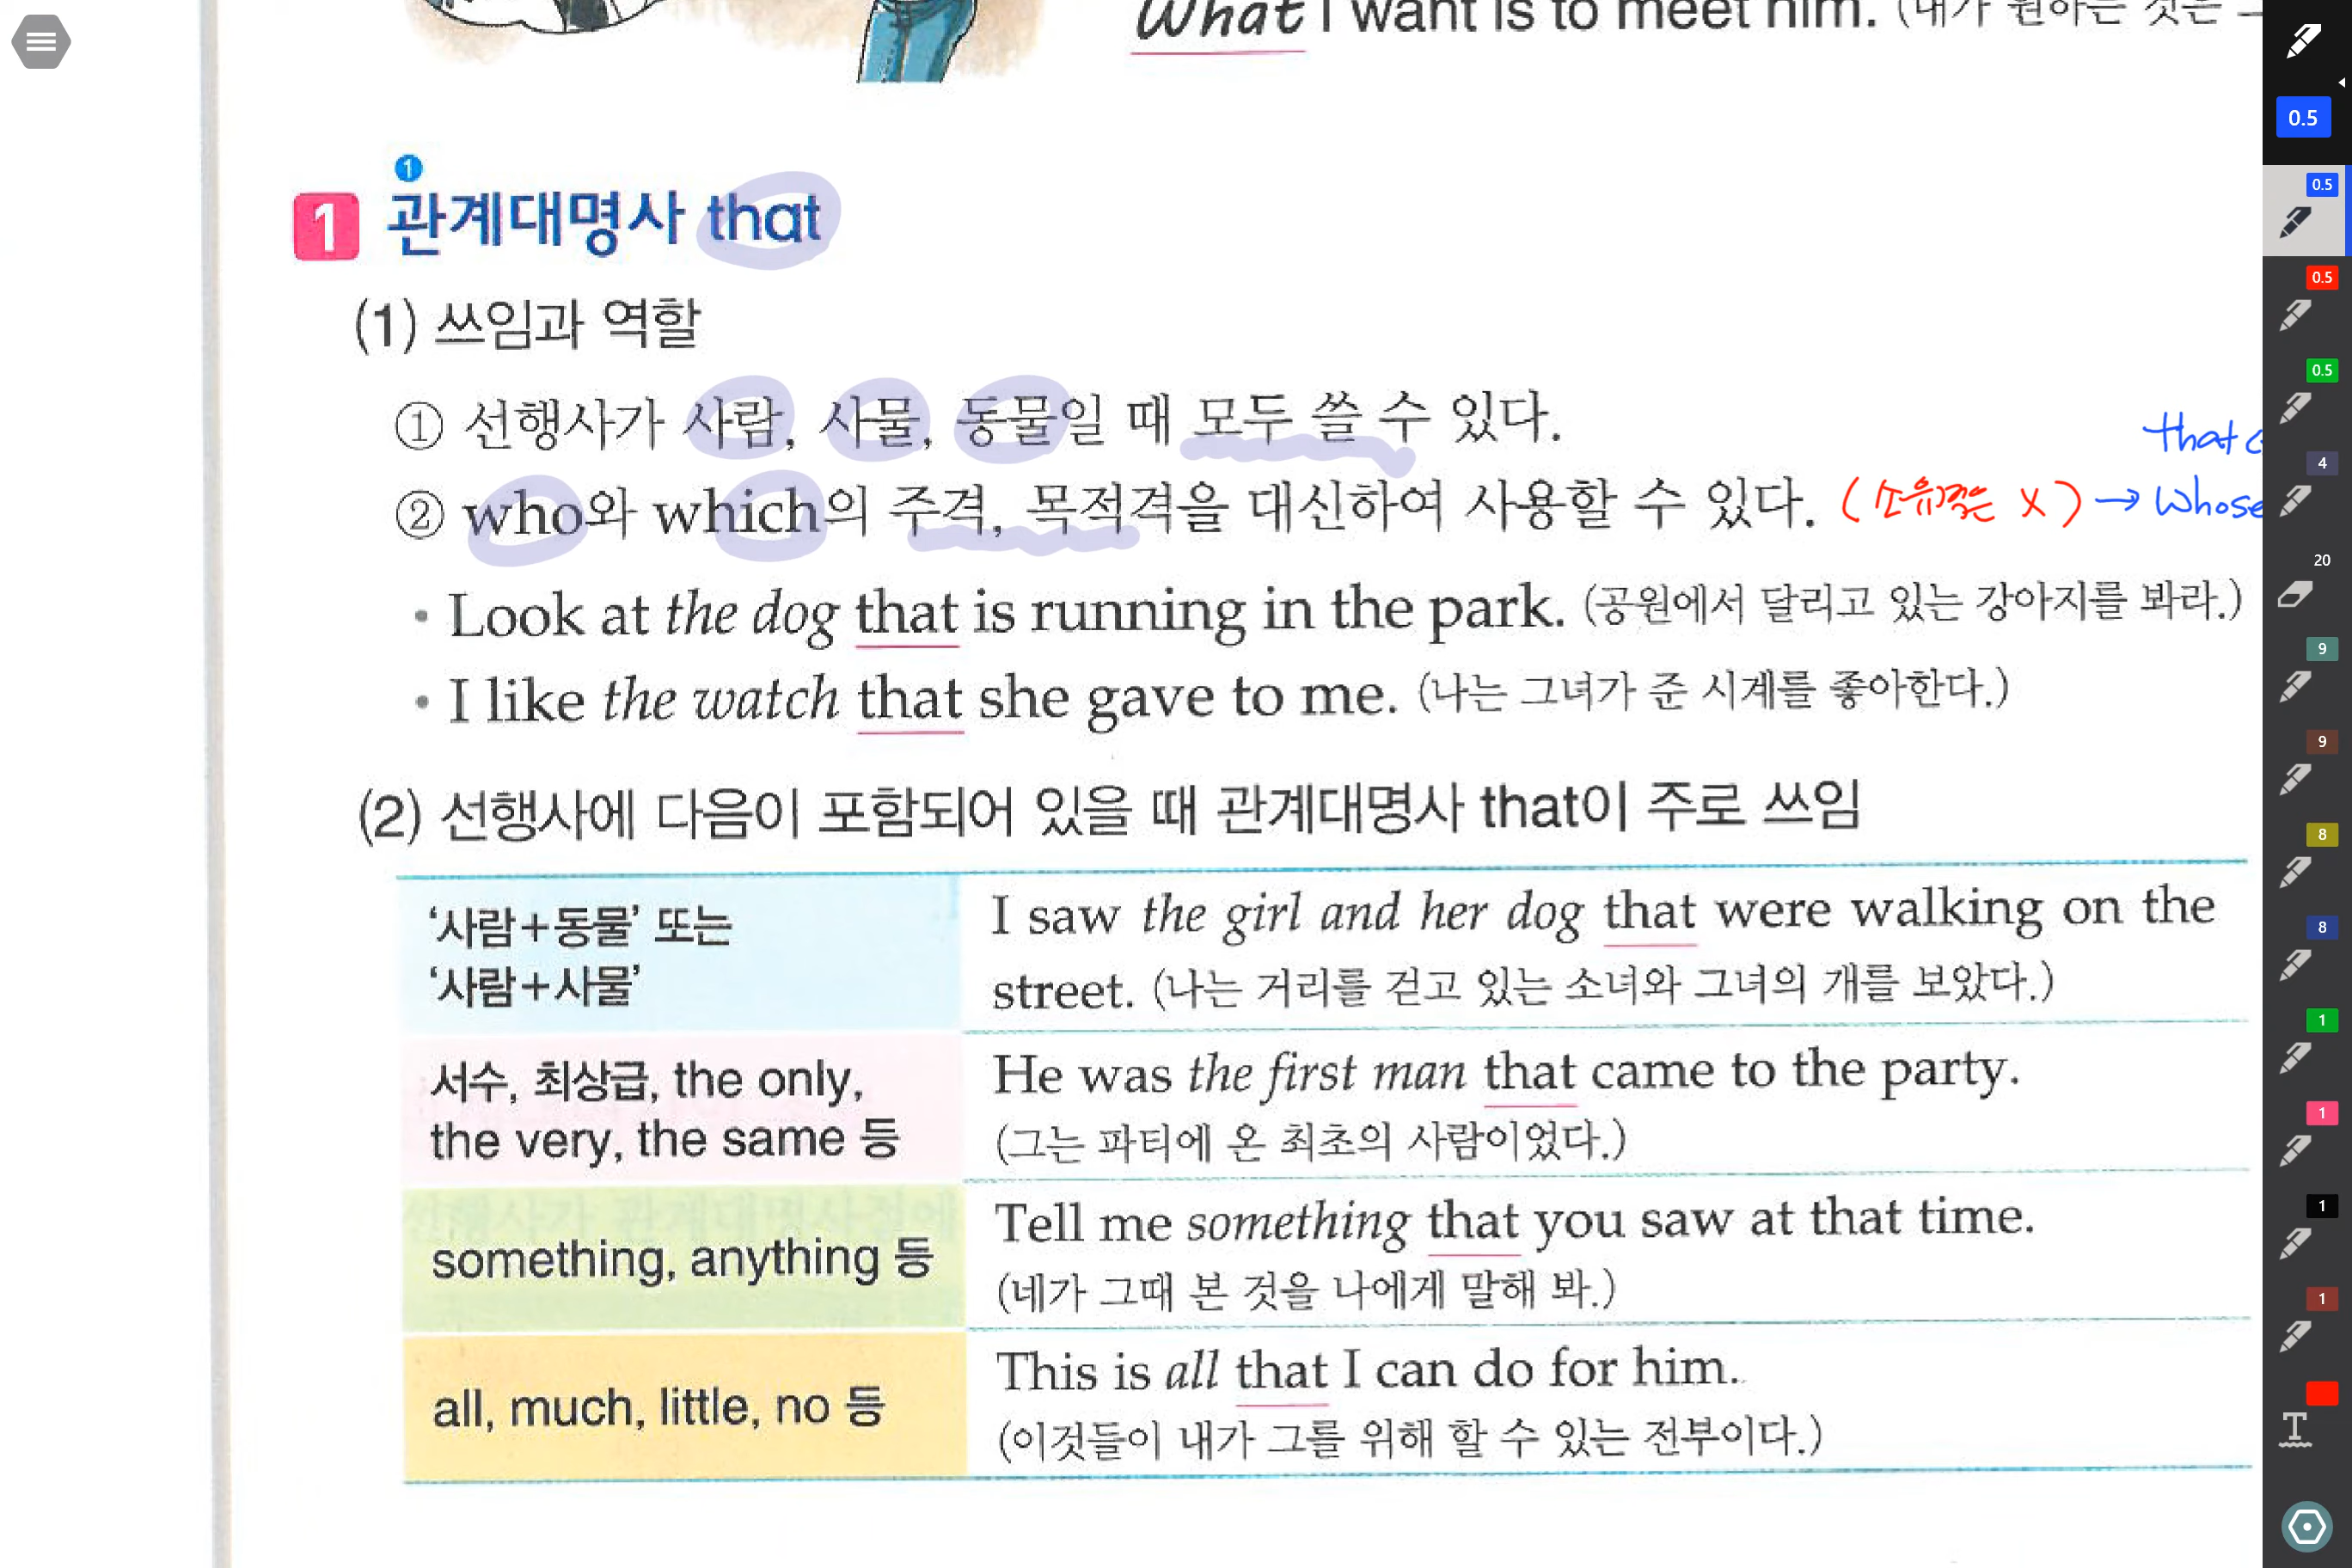 What I want is to meet him. (내가 원하는 것은 그
1
1 관계대명사 that
(1) 쓰임과 역할
① 선행사가 사람, 사물, 동물일 때 모두 쓸 수 있다.
that
② who와 which의 주격, 목적격을 대신하여 사용할 수 있다. (소유격은 X) → whose
• Look at the dog that is running in the park. (공원에서 달리고 있는 강아지를 봐라.)
• I like the watch that she gave to me. (나는 그녀가 준 시계를 좋아한다.)
(2) 선행사에 다음이 포함되어 있을 때 관계대명사 that이 주로 쓰임
‘사람+동물’ 또는
‘사람+사물’
I saw the girl and her dog that were walking on the
street. (나는 거리를 걷고 있는 소녀와 그녀의 개를 보았다.)
서수, 최상급, the only,
the very, the same 등
He was the first man that came to the party.
(그는 파티에 온 최초의 사람이었다.)
something, anything 등
Tell me something that you saw at that time.
(네가 그때 본 것을 나에게 말해 봐.)
all, much, little, no 등
This is all that I can do for him.
(이것들이 내가 그를 위해 할 수 있는 전부이다.)
0.5
0.5
0.5
0.5
4
20
9
9
8
8
1
1
1
1
T